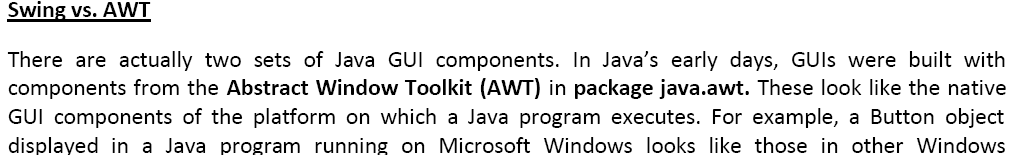 Swing vs. AWT
There are actually two sets of Java GUI components. In Java’s early days, GUIs were built with
components from the Abstract Window Toolkit (AWT) in package java.awt. These look like the native
GUI components of the platform on which a Java program executes. For example, a Button object
displayed in a Java program running on Microsoft Windows looks like those in other Windows